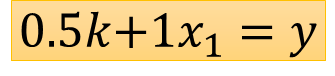 0.5k+1x₁ = y